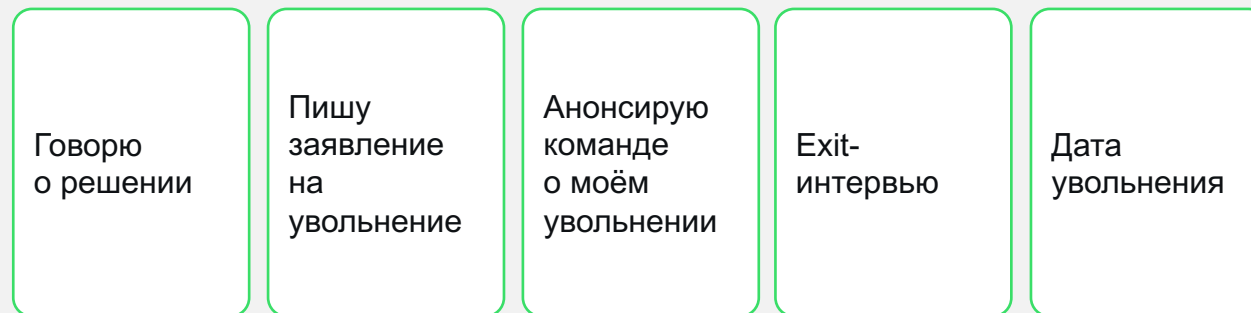 Говорю
о решении
Пишу
заявление
на
увольнение
Анонсирую
команде
о моём
увольнении
Exit-
интервью
Дата
увольнения